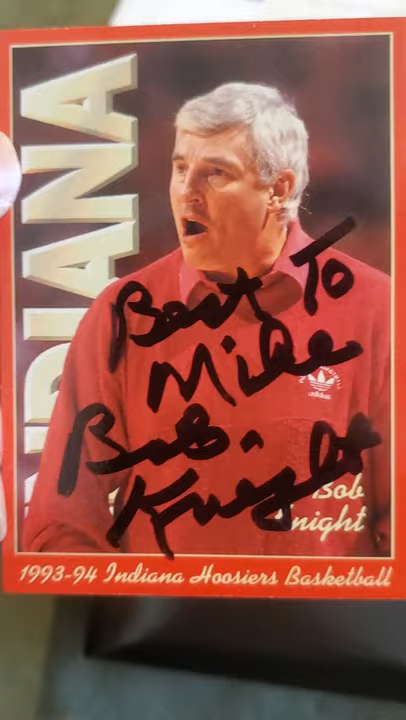 INDIANA
Best To
Mike
Bob
Knight
adidas
Bob
Knight
1993-94 Indiana Hoosiers Basketball